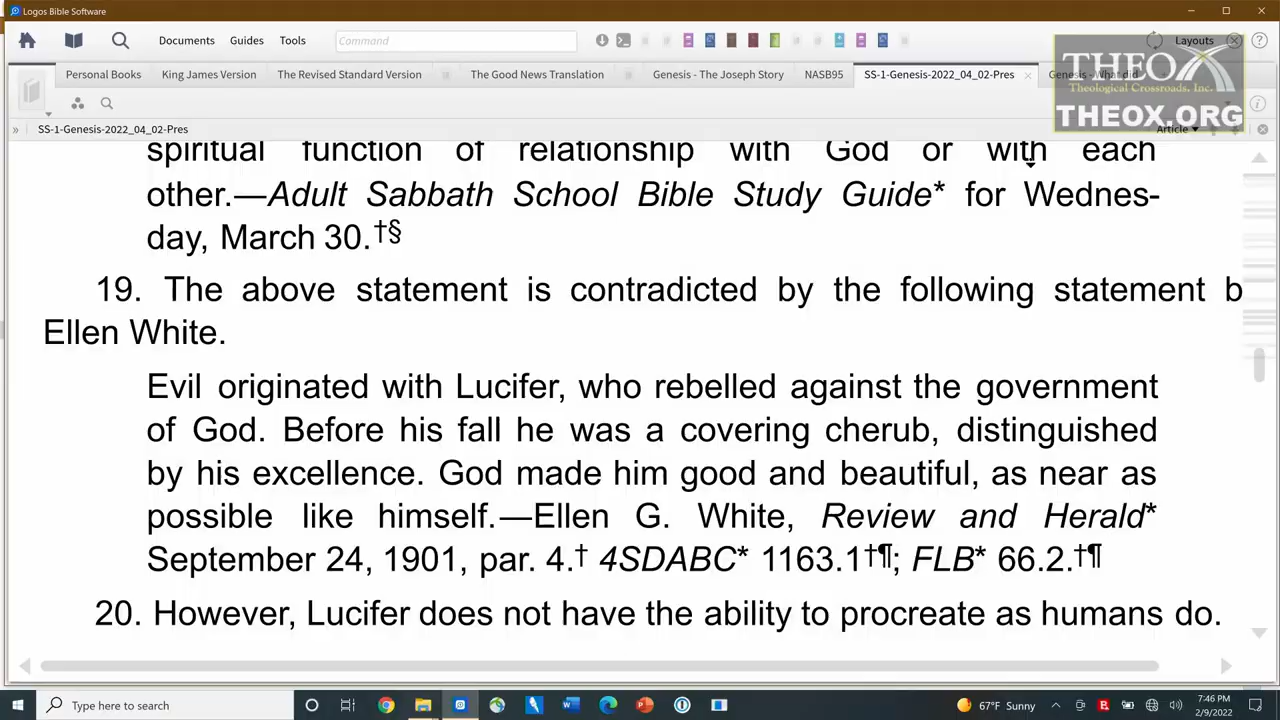 Logos Bible Software
Documents Guides Tools Command Layouts
Personal Books King James Version The Revised Standard Version The Good News Translation Genesis - The Joseph Story NASB95 SS-1-Genesis-2022_04_02-Pres Genesis - What did
THEOX
Theological Crossroads, Inc.
THEOX.ORG
SS-1-Genesis-2022_04_02-Pres Article
spiritual function of relationship with God or with each
other.—Adult Sabbath School Bible Study Guide* for Wednes-
day, March 30.†§
19. The above statement is contradicted by the following statement b
Ellen White.
Evil originated with Lucifer, who rebelled against the government
of God. Before his fall he was a covering cherub, distinguished
by his excellence. God made him good and beautiful, as near as
possible like himself.—Ellen G. White, Review and Herald*
September 24, 1901, par. 4.† 4SDABC* 1163.1†¶; FLB* 66.2.†¶
20. However, Lucifer does not have the ability to procreate as humans do.
Type here to search 67°F Sunny 7:46 PM
2/9/2022